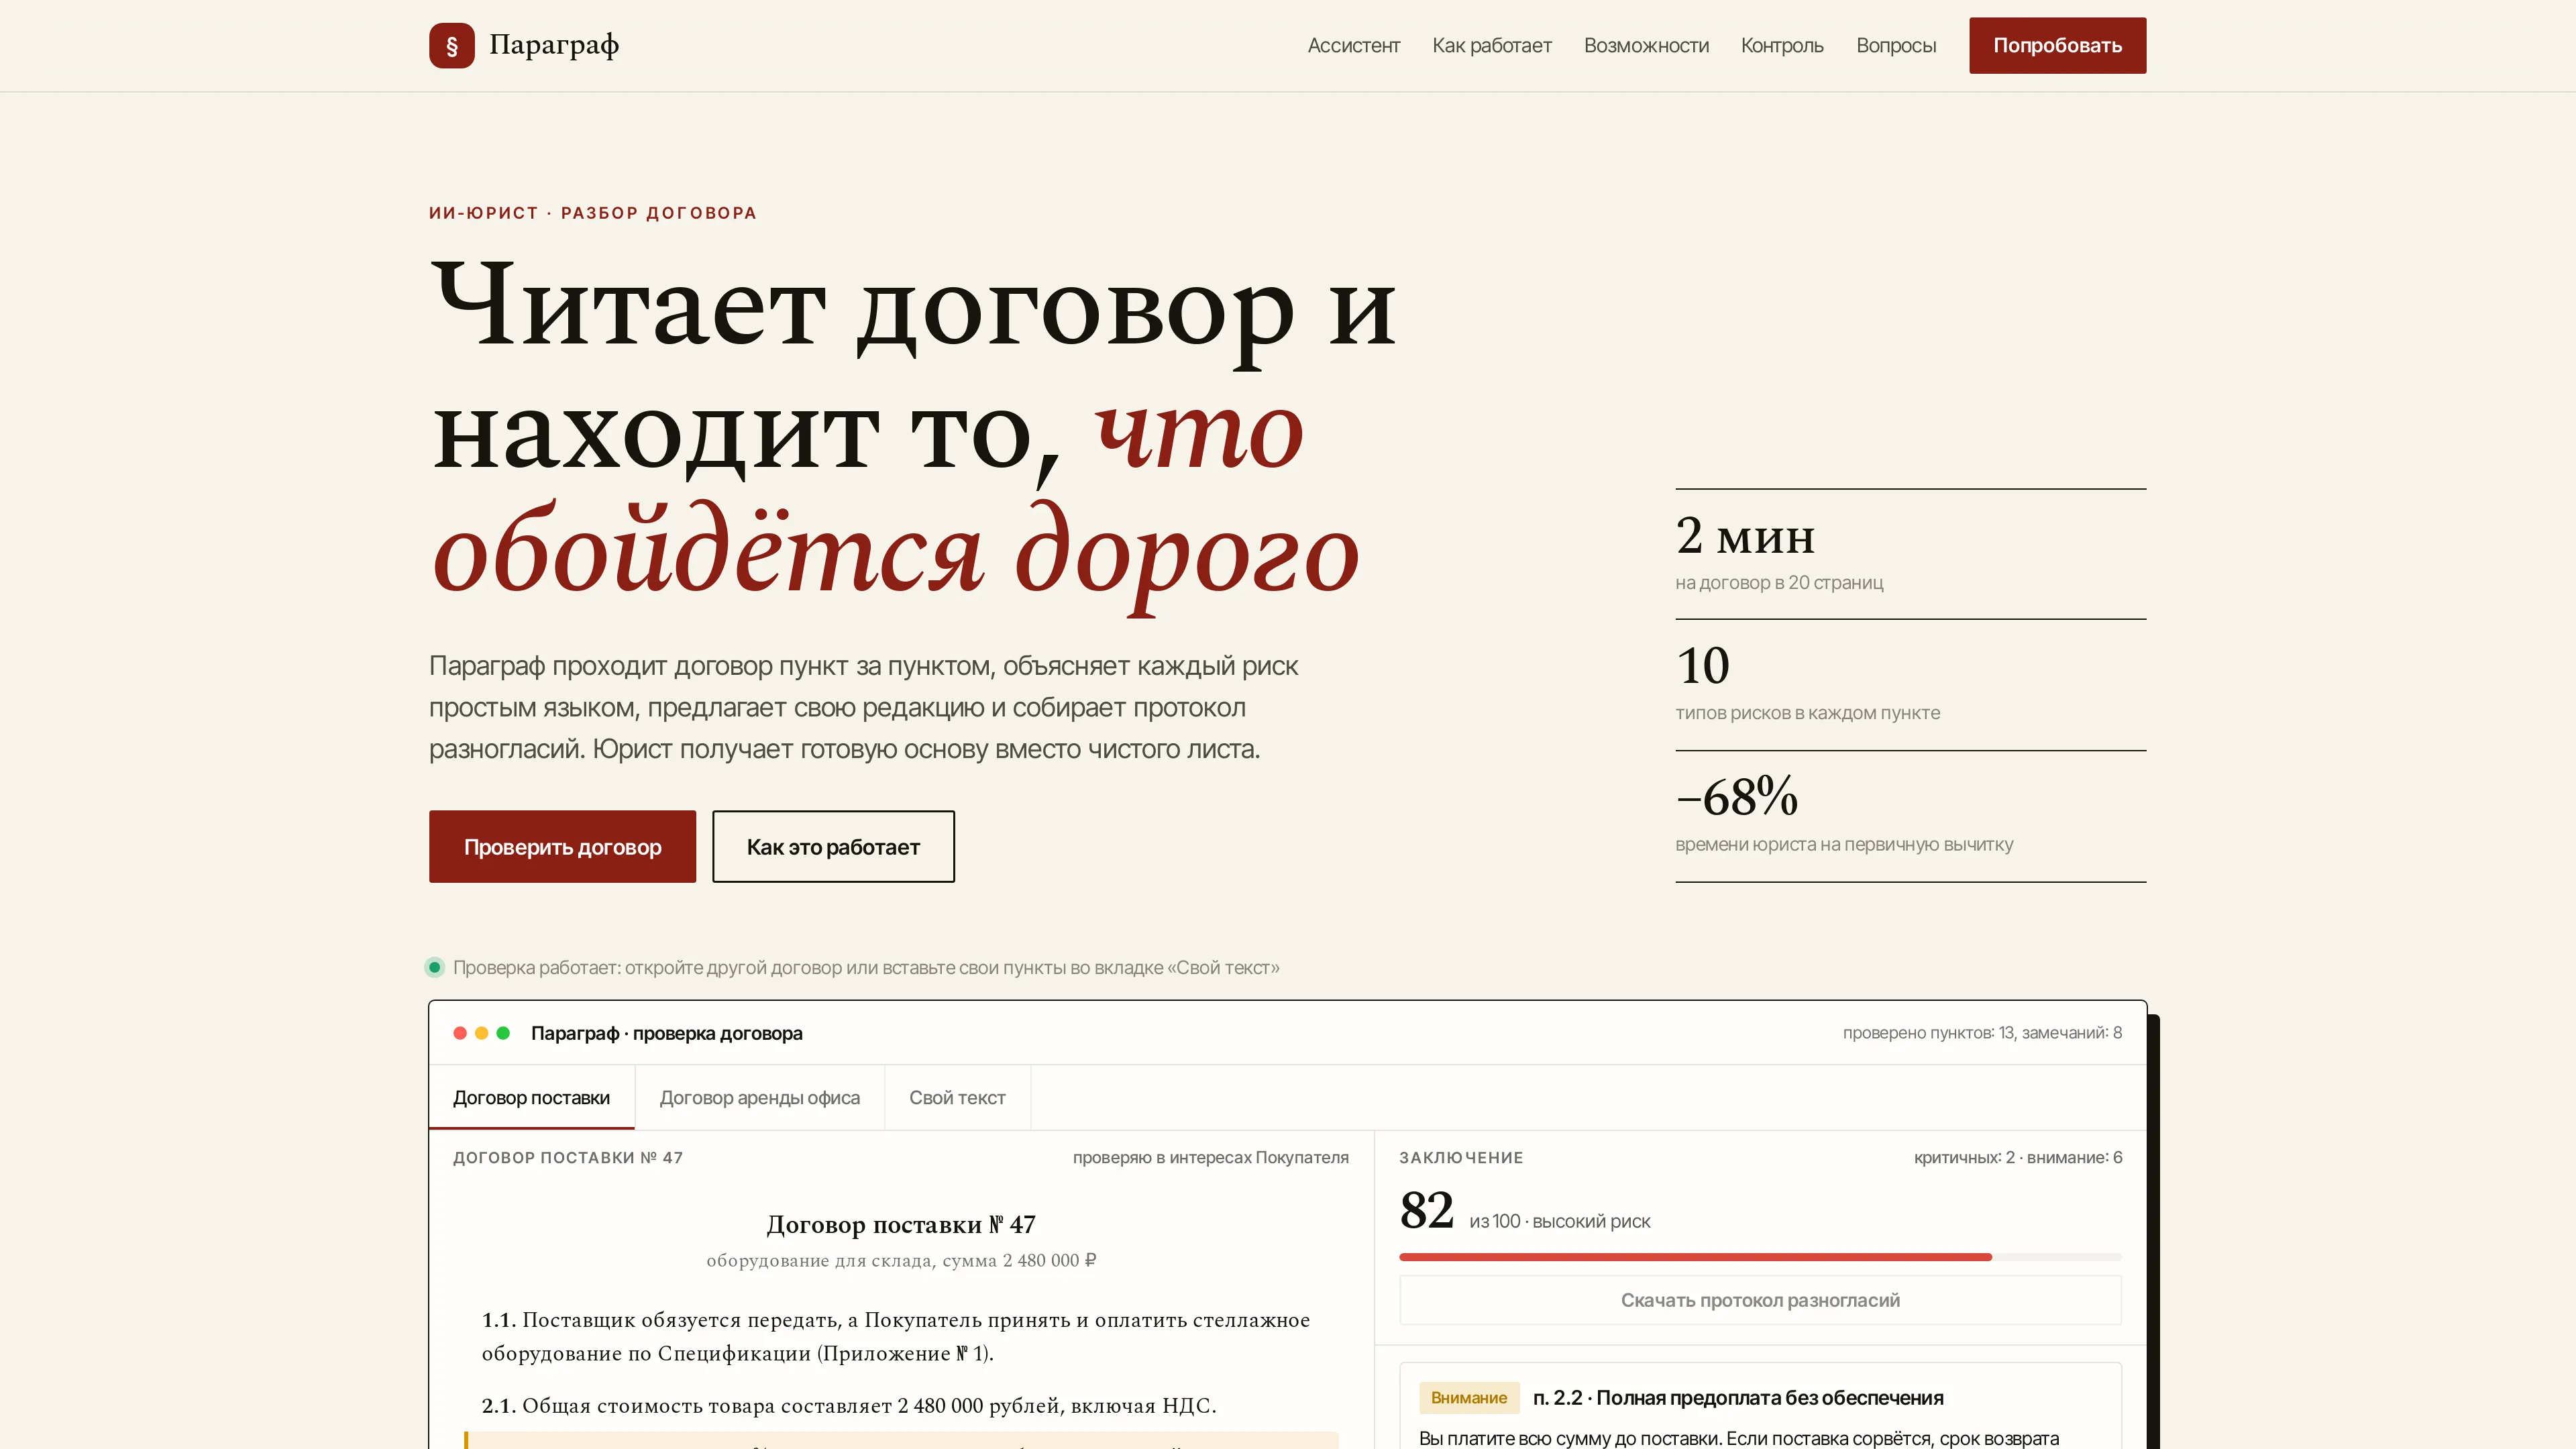 § Параграф
Ассистент Как работает Возможности Контроль Вопросы Попробовать
ИИ-ЮРИСТ · РАЗБОР ДОГОВОРА
Читает договор и
находит то, что
обойдётся дорого
Параграф проходит договор пункт за пунктом, объясняет каждый риск
простым языком, предлагает свою редакцию и собирает протокол
разногласий. Юрист получает готовую основу вместо чистого листа.
Проверить договор Как это работает
2 мин
на договор в 20 страниц
10
типов рисков в каждом пункте
−68%
времени юриста на первичную вычитку
Проверка работает: откройте другой договор или вставьте свои пункты во вкладке «Свой текст»
Параграф · проверка договора
проверено пунктов: 13, замечаний: 8
Договор поставки Договор аренды офиса Свой текст
ДОГОВОР ПОСТАВКИ № 47 проверяю в интересах Покупателя
Договор поставки № 47
оборудование для склада, сумма 2 480 000 ₽
1.1. Поставщик обязуется передать, а Покупатель принять и оплатить стеллажное
оборудование по Спецификации (Приложение № 1).
2.1. Общая стоимость товара составляет 2 480 000 рублей, включая НДС.
ЗАКЛЮЧЕНИЕ критичных: 2 · внимание: 6
82 из 100 · высокий риск
Скачать протокол разногласий
Внимание п. 2.2 · Полная предоплата без обеспечения
Вы платите всю сумму до поставки. Если поставка сорвётся, срок возврата